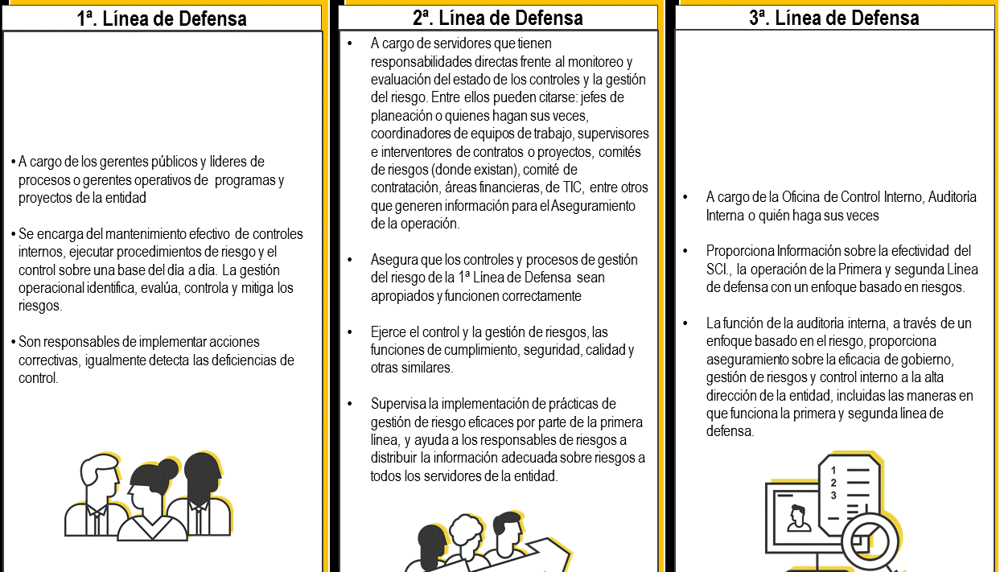 1ª. Línea de Defensa
• A cargo de los gerentes públicos y líderes de
procesos o gerentes operativos de programas y
proyectos de la entidad
• Se encarga del mantenimiento efectivo de controles
internos, ejecutar procedimientos de riesgo y el
control sobre una base del día a día. La gestión
operacional identifica, evalúa, controla y mitiga los
riesgos.
• Son responsables de implementar acciones
correctivas, igualmente detecta las deficiencias de
control.
2ª. Línea de Defensa
• A cargo de servidores que tienen
responsabilidades directas frente al monitoreo y
evaluación del estado de los controles y la gestión
del riesgo. Entre ellos pueden citarse: jefes de
planeación o quienes hagan sus veces,
coordinadores de equipos de trabajo, supervisores
e interventores de contratos o proyectos, comités
de riesgos (donde existan), comité de
contratación, áreas financieras, de TIC, entre otros
que generen información para el Aseguramiento
de la operación.
• Asegura que los controles y procesos de gestión
del riesgo de la 1ª Línea de Defensa sean
apropiados y funcionen correctamente
• Ejerce el control y la gestión de riesgos, las
funciones de cumplimiento, seguridad, calidad y
otras similares.
• Supervisa la implementación de prácticas de
gestión de riesgo eficaces por parte de la primera
línea, y ayuda a los responsables de riesgos a
distribuir la información adecuada sobre riesgos a
todos los servidores de la entidad.
3ª. Línea de Defensa
• A cargo de la Oficina de Control Interno, Auditoría
Interna o quién haga sus veces
• Proporciona Información sobre la efectividad del
SCI., la operación de la Primera y segunda Línea
de defensa con un enfoque basado en riesgos.
• La función de la auditoría interna, a través de un
enfoque basado en el riesgo, proporciona
aseguramiento sobre la eficacia de gobierno,
gestión de riesgos y control interno a la alta
dirección de la entidad, incluidas las maneras en
que funciona la primera y segunda línea de
defensa.
1
2
3